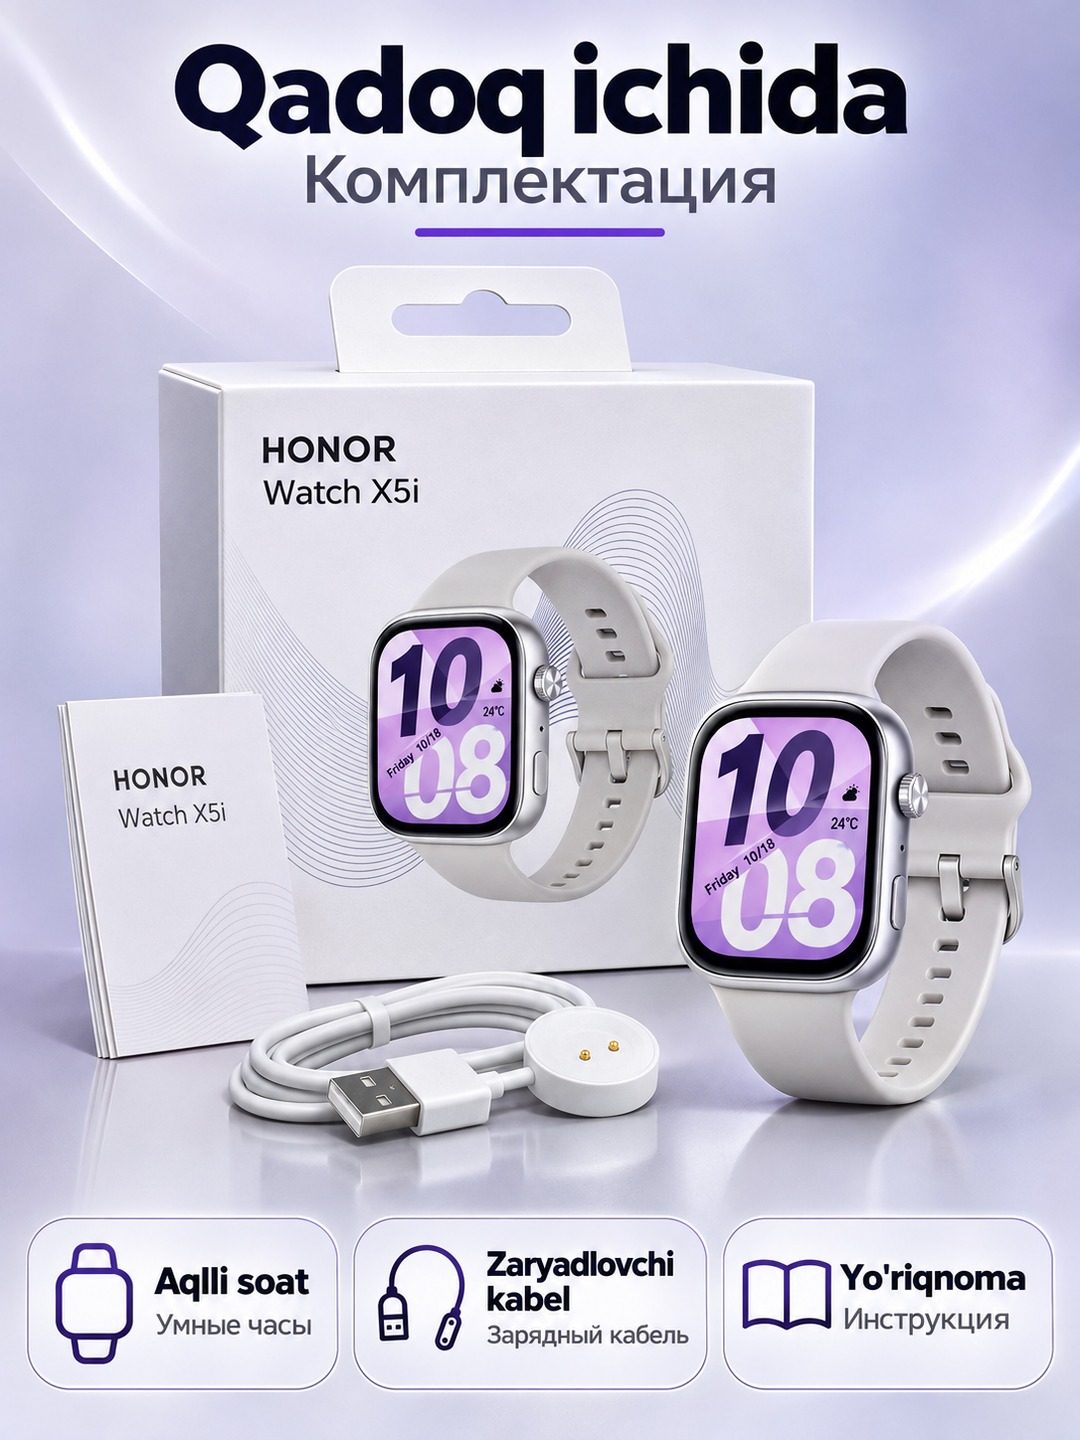 Qadoq ichida
Комплектация
HONOR
Watch X5i
10
24°C
Friday 10/18
08
HONOR
Watch X5i
10
24°C
Friday 10/18
08
Aqlli soat
Умные часы
Zaryadlovchi
kabel
Зарядный кабель
Yo'riqnoma
Инструкция